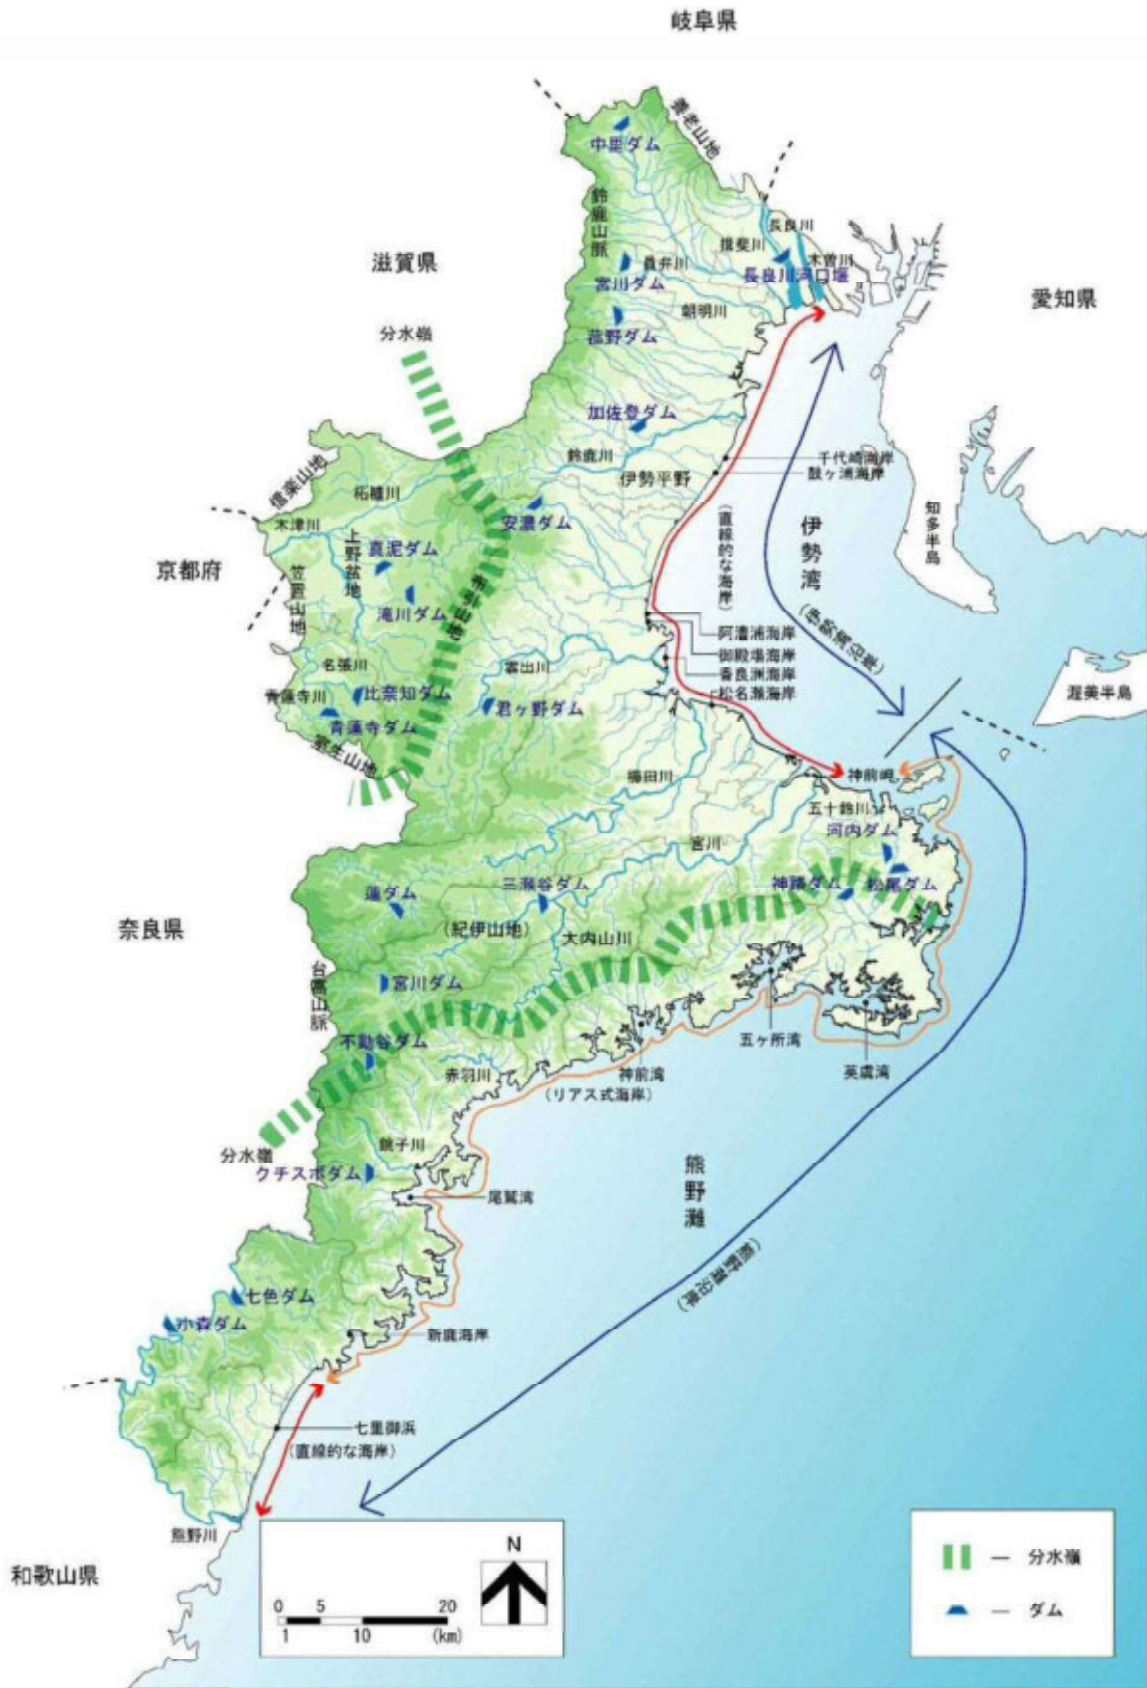 岐阜県
養老山地
中里ダム
鈴鹿山脈
長良川
揖斐川
木曽川
員弁川
長良川河口堰
滋賀県
宮川ダム
愛知県
朝明川
分水嶺
菰野ダム
加佐登ダム
千代崎海岸
鈴鹿川
鼓ヶ浦海岸
伊勢平野
信楽山地
柘植川
安濃ダム
(直線的な海岸)
伊勢湾
知多半島
木津川
上野盆地
真泥ダム
京都府
笠置山地
滝川ダム
布引山地
(伊勢湾沿岸)
阿漕浦海岸
御殿場海岸
名張川
雲出川
香良洲海岸
青蓮寺川
比奈知ダム
君ヶ野ダム
松名瀬海岸
渥美半島
青蓮寺ダム
室生山地
櫛田川
神前岬
五十鈴川
河内ダム
宮川
蓮ダム
三瀬谷ダム
神路ダム
松尾ダム
奈良県
(紀伊山地)
大内山川
台高山脈
宮川ダム
不動谷ダム
五ヶ所湾
赤羽川
神前湾
英虞湾
(リアス式海岸)
銚子川
分水嶺
クチスボダム
熊野灘
尾鷲湾
(熊野灘沿岸)
七色ダム
小森ダム
新鹿海岸
七里御浜
(直線的な海岸)
熊野川
和歌山県
N
0 5 20
1 10 (km)
分水嶺
ダム